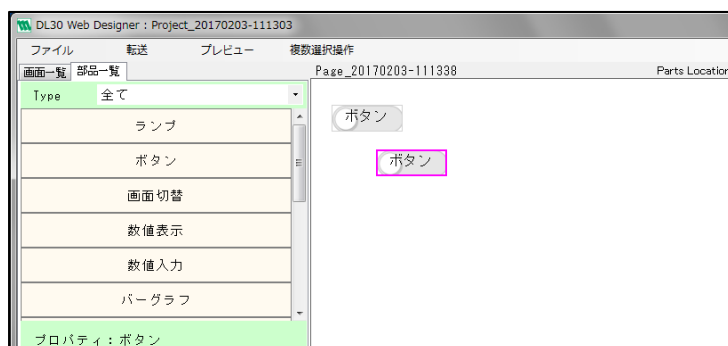 DL30 Web Designer : Project_20170203-111303
ファイル 転送 プレビュー 複数選択操作
画面一覧 部品一覧 Page_20170203-111338 Parts Location
Type 全て
ランプ
ボタン
画面切替
数値表示
数値入力
バーグラフ
プロパティ：ボタン
ボタン
ボタン